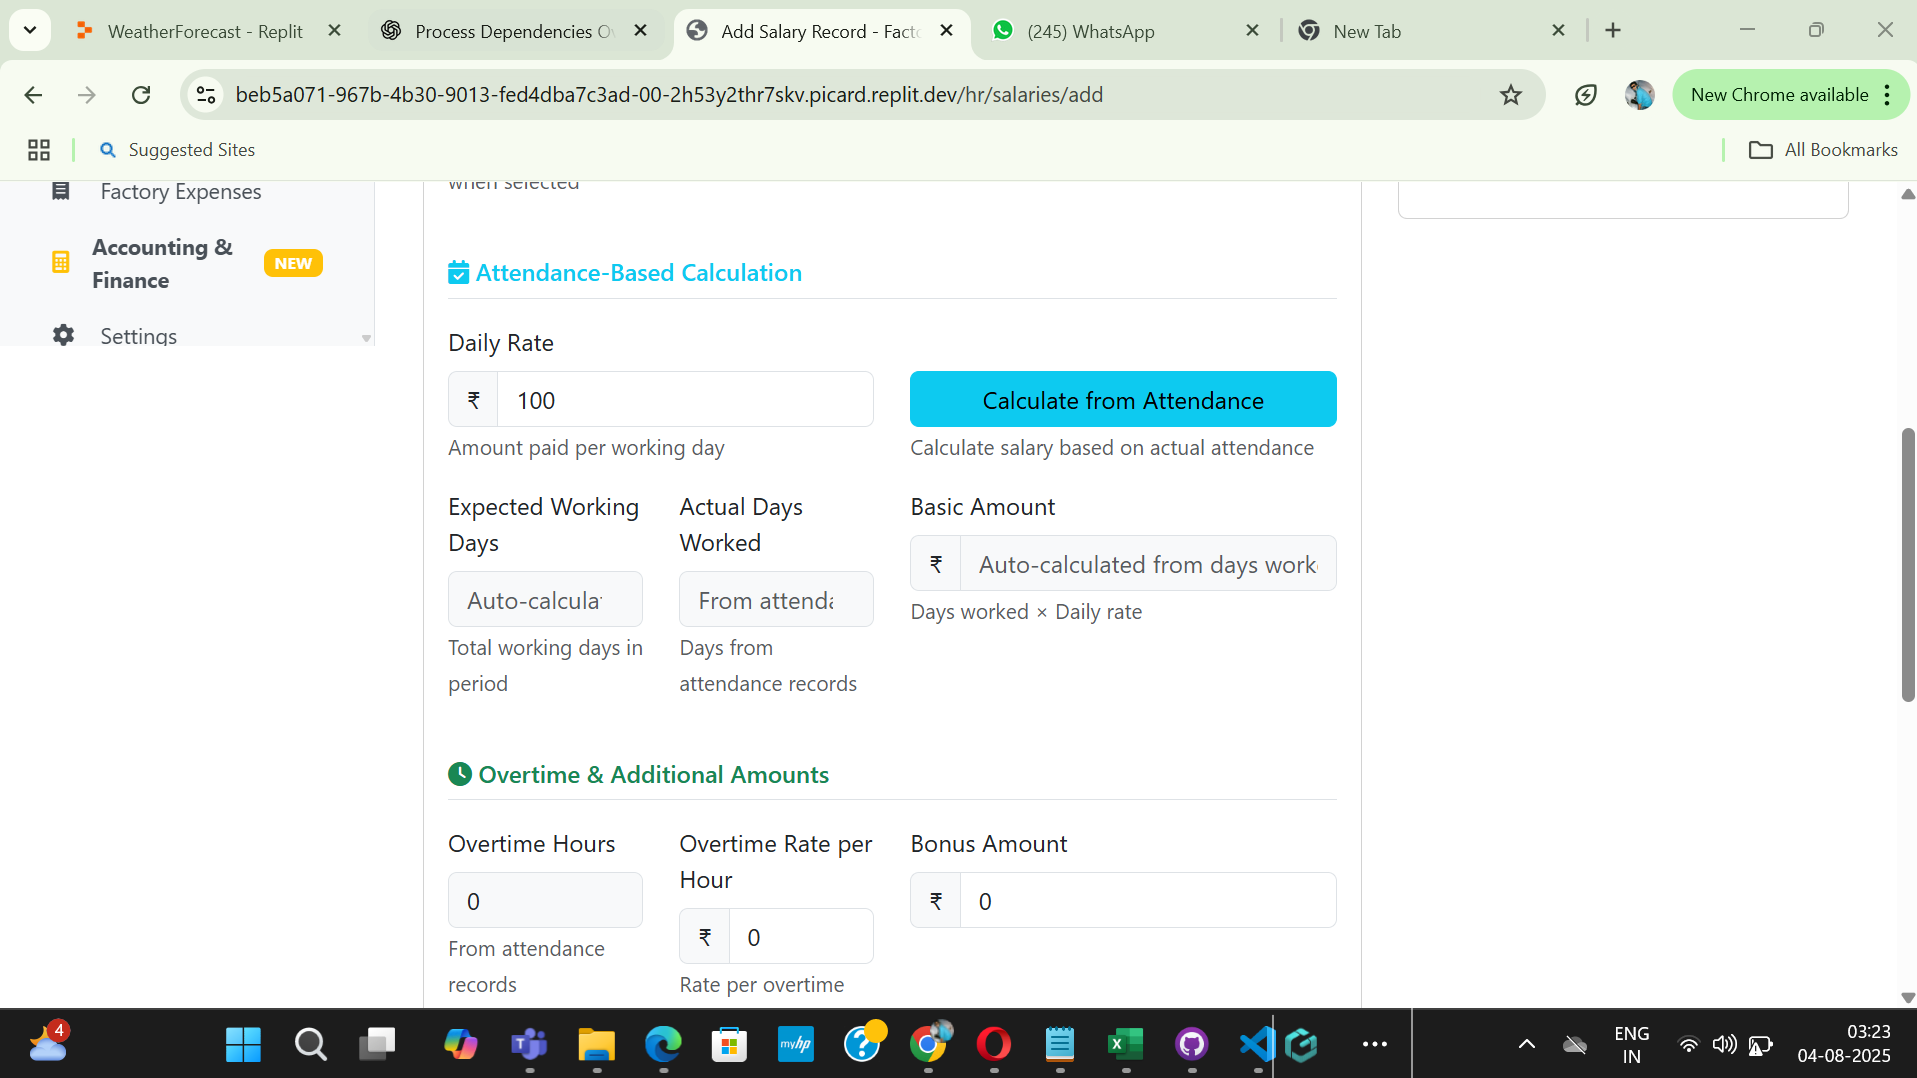 WeatherForecast - Replit
Process Dependencies
Add Salary Record - Facto
(245) WhatsApp
New Tab
beb5a071-967b-4b30-9013-fed4dba7c3ad-00-2h53y2thr7skv.picard.replit.dev/hr/salaries/add
New Chrome available
Suggested Sites
All Bookmarks
Factory Expenses
Accounting &
Finance
NEW
Settings
when selected
Attendance-Based Calculation
Daily Rate
₹ 100
Calculate from Attendance
Amount paid per working day
Calculate salary based on actual attendance
Expected Working
Days
Actual Days
Worked
Basic Amount
Auto-calcula
From attenda
₹ Auto-calculated from days work
Total working days in
period
Days from
attendance records
Days worked × Daily rate
Overtime & Additional Amounts
Overtime Hours
Overtime Rate per
Hour
Bonus Amount
0
₹ 0
₹ 0
From attendance
records
Rate per overtime
4
myhp
ENG
IN
03:23
04-08-2025